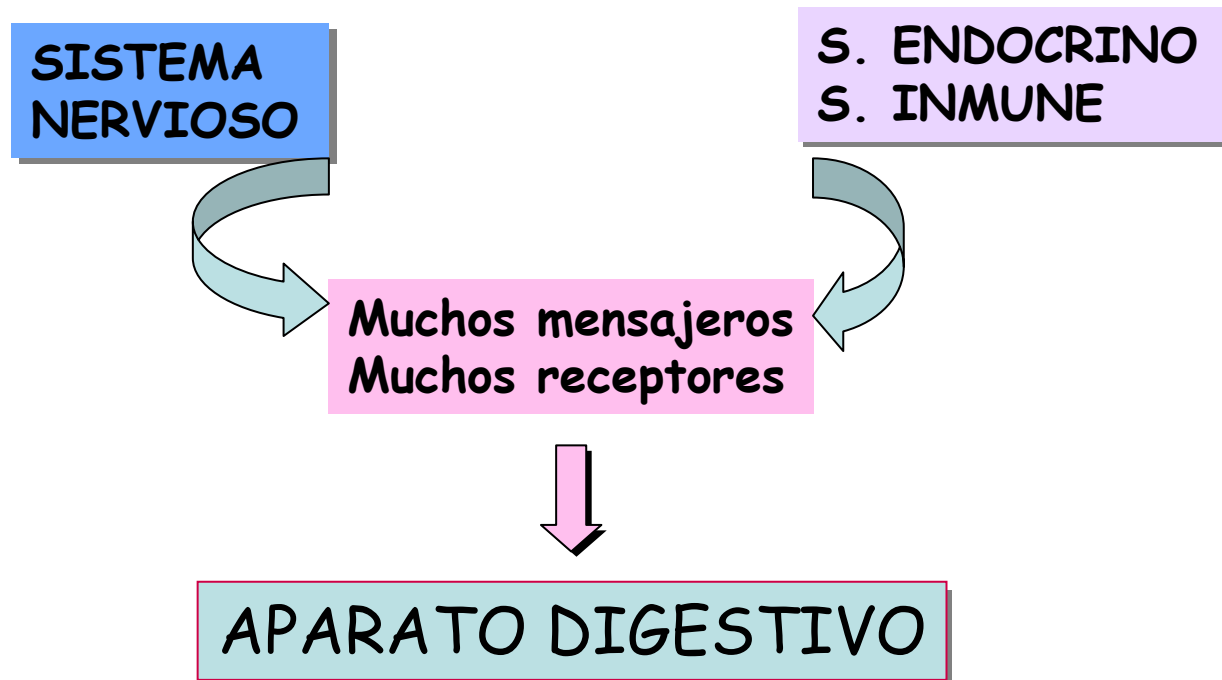 SISTEMA
NERVIOSO
S. ENDOCRINO
S. INMUNE
Muchos mensajeros
Muchos receptores
APARATO DIGESTIVO